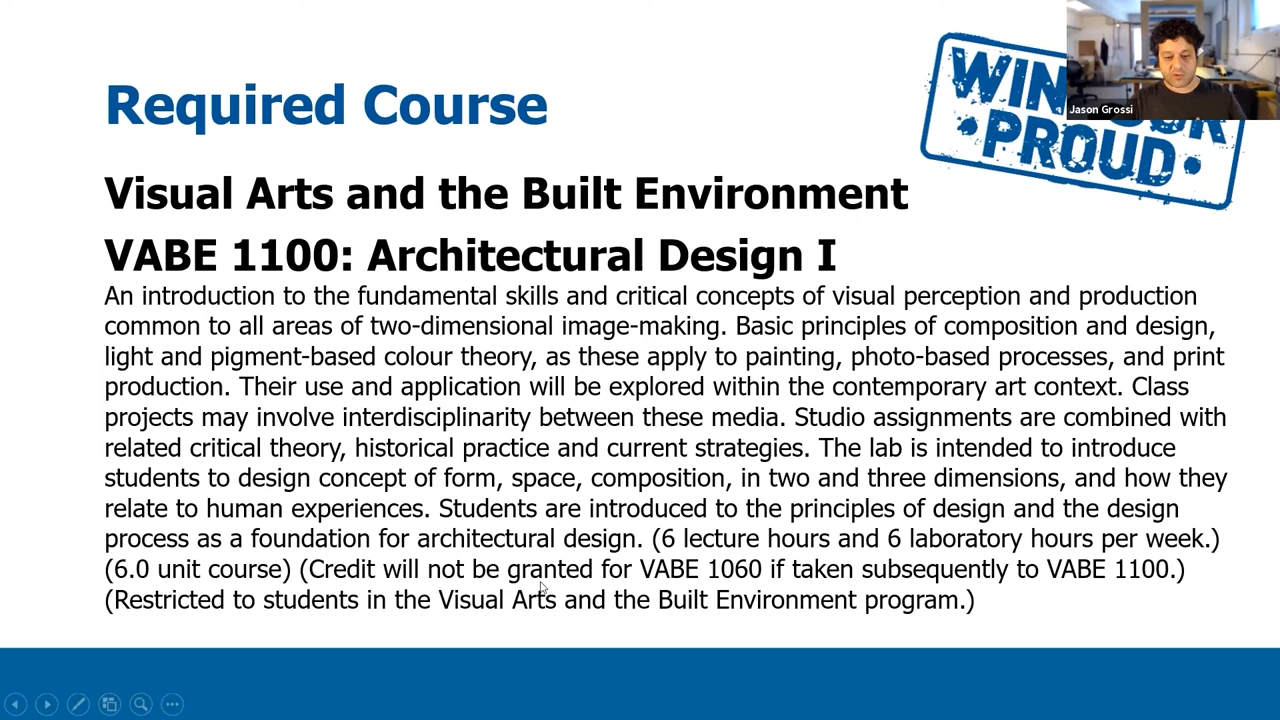 Required Course
WIN
PROUD
Jason Grossi
Visual Arts and the Built Environment
VABE 1100: Architectural Design I
An introduction to the fundamental skills and critical concepts of visual perception and production
common to all areas of two-dimensional image-making. Basic principles of composition and design,
light and pigment-based colour theory, as these apply to painting, photo-based processes, and print
production. Their use and application will be explored within the contemporary art context. Class
projects may involve interdisciplinarity between these media. Studio assignments are combined with
related critical theory, historical practice and current strategies. The lab is intended to introduce
students to design concept of form, space, composition, in two and three dimensions, and how they
relate to human experiences. Students are introduced to the principles of design and the design
process as a foundation for architectural design. (6 lecture hours and 6 laboratory hours per week.)
(6.0 unit course) (Credit will not be granted for VABE 1060 if taken subsequently to VABE 1100.)
(Restricted to students in the Visual Arts and the Built Environment program.)